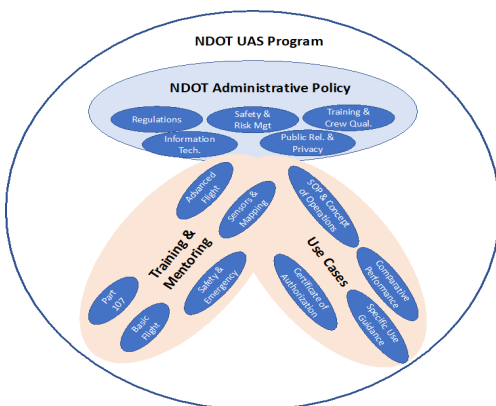 NDOT UAS Program
NDOT Administrative Policy
Regulations
Safety &
Risk Mgt
Training &
Crew Qual.
Information
Tech.
Public Rel. &
Privacy
Training &
Mentoring
Advanced
Flight
Sensors &
Mapping
Safety &
Emergency
Part
107
Basic
Flight
Use Cases
SOP & Concept
of Operations
Comparative
Performance
Certificate of
Authorization
Specific Use
Guidance